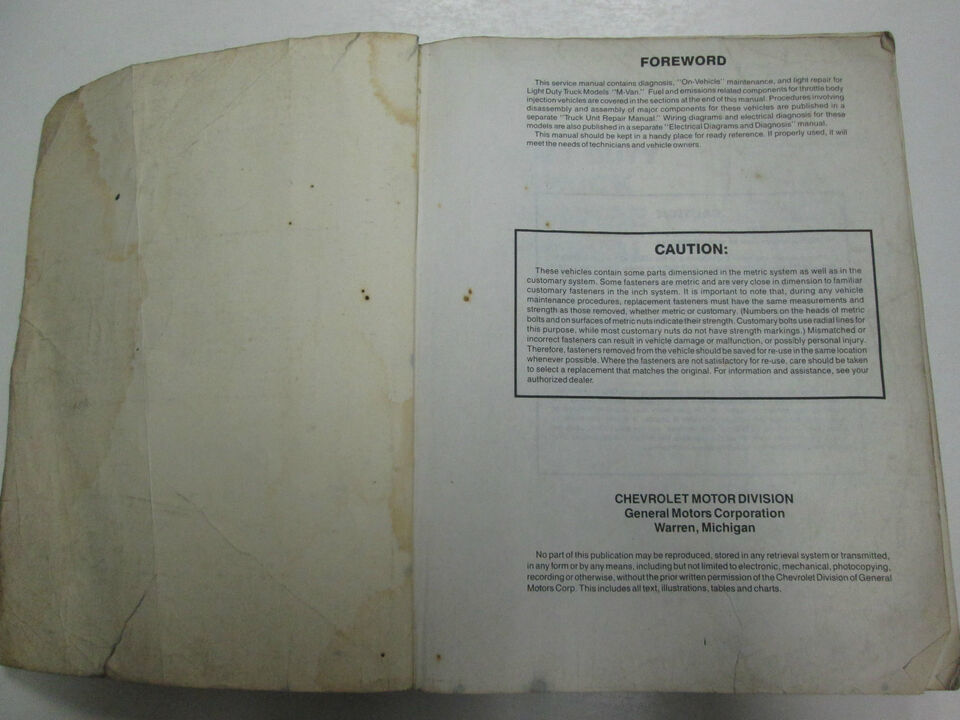 FOREWORD
This service manual contains diagnosis, "On-Vehicle" maintenance, and light repair for
Light Duty Truck Models "M-Van." Fuel and emissions related components for throttle body
injection vehicles are covered in the sections at the end of this manual. Procedures involving
disassembly and assembly of major components for these vehicles are published in a
separate "Truck Unit Repair Manual." Wiring diagrams and electrical diagnosis for these
models are also published in a separate "Electrical Diagrams and Diagnosis" manual.
This manual should be kept in a handy place for ready reference. If properly used, it will
meet the needs of technicians and vehicle owners.
CAUTION:
These vehicles contain some parts dimensioned in the metric system as well as in the
customary system. Some fasteners are metric and are very close in dimension to familiar
customary fasteners in the inch system. It is important to note that, during any vehicle
maintenance procedures, replacement fasteners must have the same measurements and
strength as those removed, whether metric or customary. (Numbers on the heads of metric
bolts and on surfaces of metric nuts indicate their strength. Customary bolts use radial lines for
this purpose, while most customary nuts do not have strength markings.) Mismatched or
incorrect fasteners can result in vehicle damage or malfunction, or possibly personal injury.
Therefore, fasteners removed from the vehicle should be saved for re-use in the same location
whenever possible. Where the fasteners are not satisfactory for re-use, care should be taken
to select a replacement that matches the original. For information and assistance, see your
authorized dealer.
CHEVROLET MOTOR DIVISION
General Motors Corporation
Warren, Michigan
No part of this publication may be reproduced, stored in any retrieval system or transmitted,
in any form or by any means, including but not limited to electronic, mechanical, photocopying,
recording or otherwise, without the prior written permission of the Chevrolet Division of General
Motors Corp. This includes all text, illustrations, tables and charts.